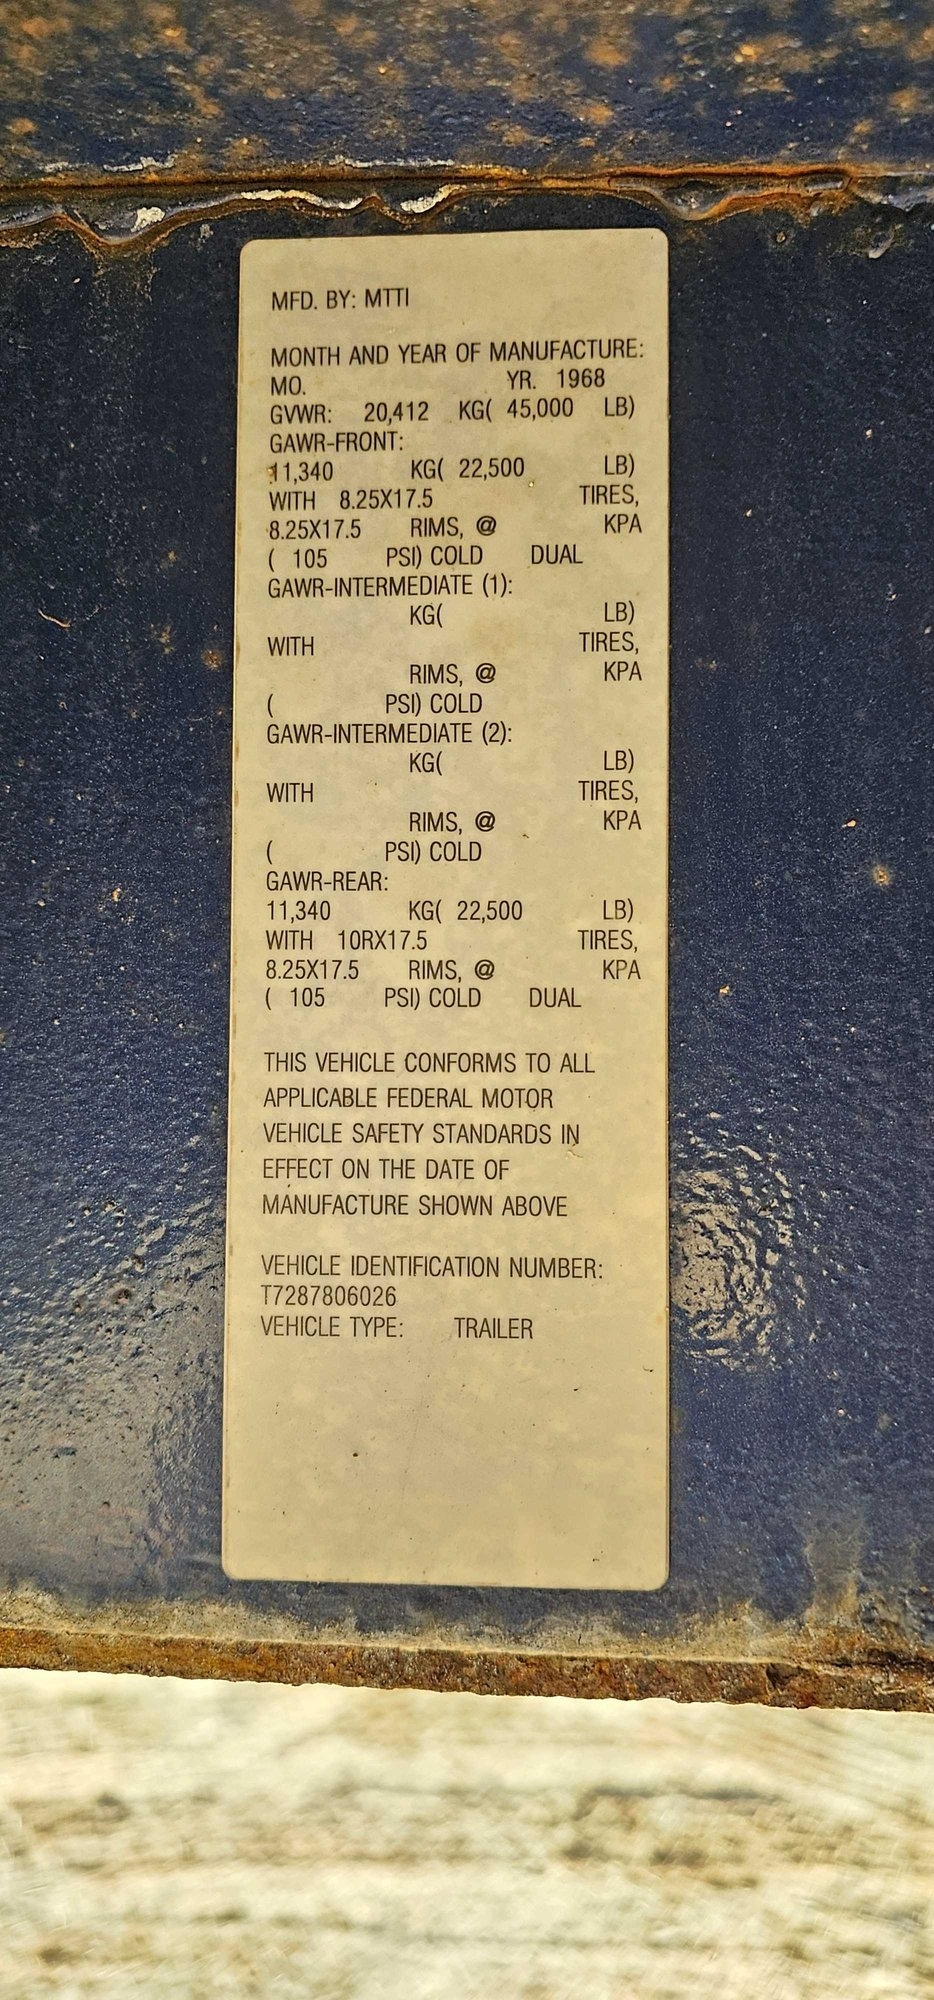 MFD. BY: MTTI
MONTH AND YEAR OF MANUFACTURE:
MO. YR. 1968
GVWR: 20,412 KG( 45,000 LB)
GAWR-FRONT:
11,340 KG( 22,500 LB)
WITH 8.25X17.5 TIRES,
8.25X17.5 RIMS, @ KPA
( 105 PSI) COLD DUAL
GAWR-INTERMEDIATE (1):
KG( LB)
WITH TIRES,
RIMS, @ KPA
( PSI) COLD
GAWR-INTERMEDIATE (2):
KG( LB)
WITH TIRES,
RIMS, @ KPA
( PSI) COLD
GAWR-REAR:
11,340 KG( 22,500 LB)
WITH 10RX17.5 TIRES,
8.25X17.5 RIMS, @ KPA
( 105 PSI) COLD DUAL
THIS VEHICLE CONFORMS TO ALL
APPLICABLE FEDERAL MOTOR
VEHICLE SAFETY STANDARDS IN
EFFECT ON THE DATE OF
MANUFACTURE SHOWN ABOVE
VEHICLE IDENTIFICATION NUMBER:
T7287806026
VEHICLE TYPE: TRAILER